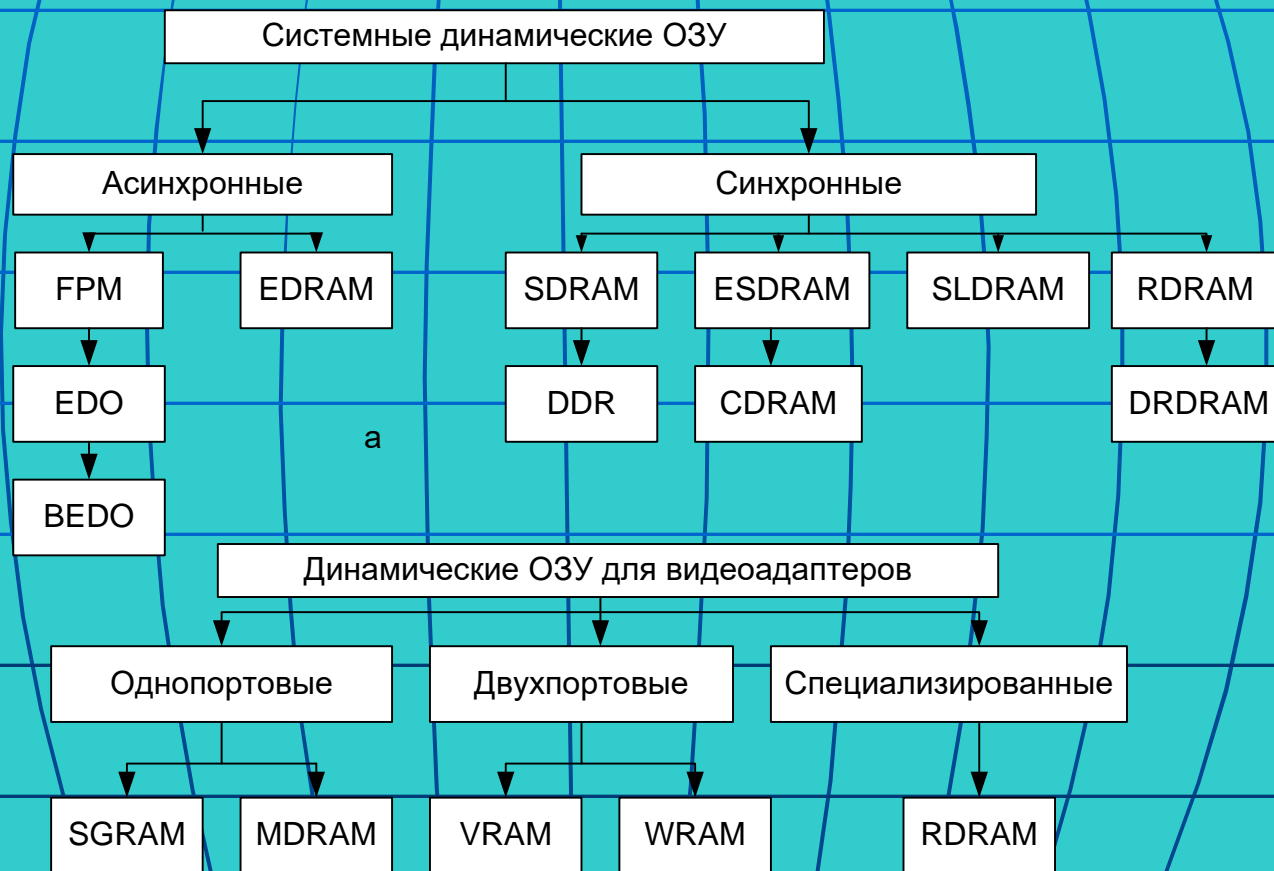 Системные динамические ОЗУ
Асинхронные
Синхронные
FPM
EDRAM
SDRAM
ESDRAM
SLDRAM
RDRAM
EDO
DDR
CDRAM
DRDRAM
а
BEDO
Динамические ОЗУ для видеоадаптеров
Однопортовые
Двухпортовые
Специализированные
SGRAM
MDRAM
VRAM
WRAM
RDRAM